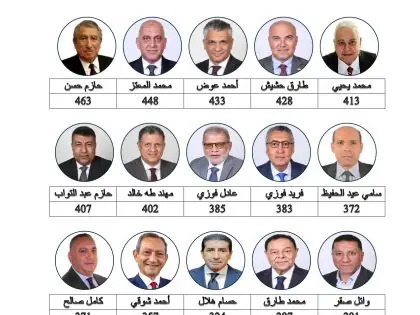 محمد يحيي طارق حشيش أحمد عوض محمد المعتز حازم حسن
413 428 433 448 463
سامي عبد الحفيظ فريد فوزي عادل فوزي مهند طه خالد حازم عبد التواب
372 383 385 402 407
وائل صقر محمد طارق حسام هلال أحمد شوقي كامل صالح